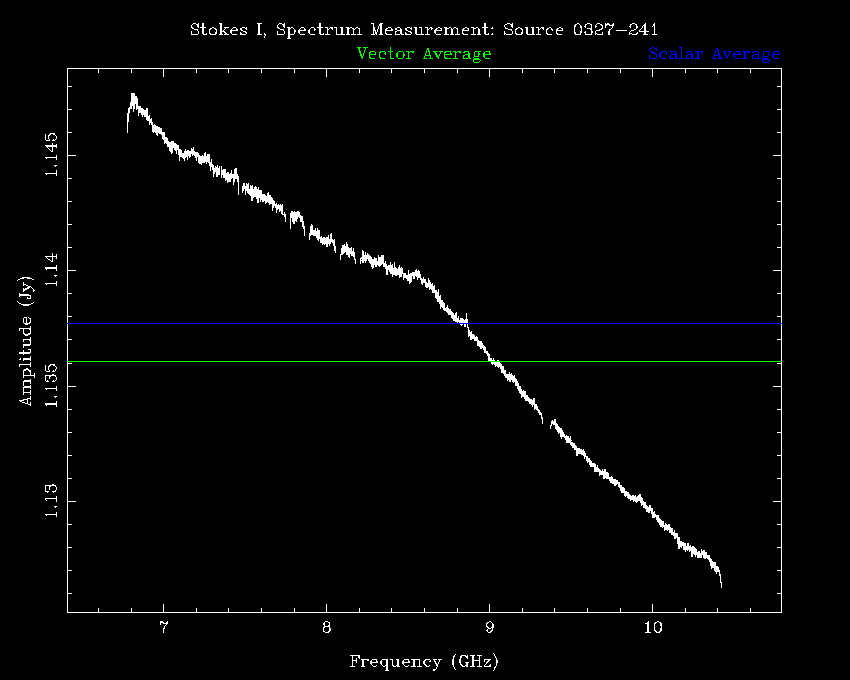 Stokes I, Spectrum Measurement: Source 0327−241
Vector Average Scalar Average
1.145
1.14
1.135
1.13
Amplitude (Jy)
7 8 9 10
Frequency (GHz)